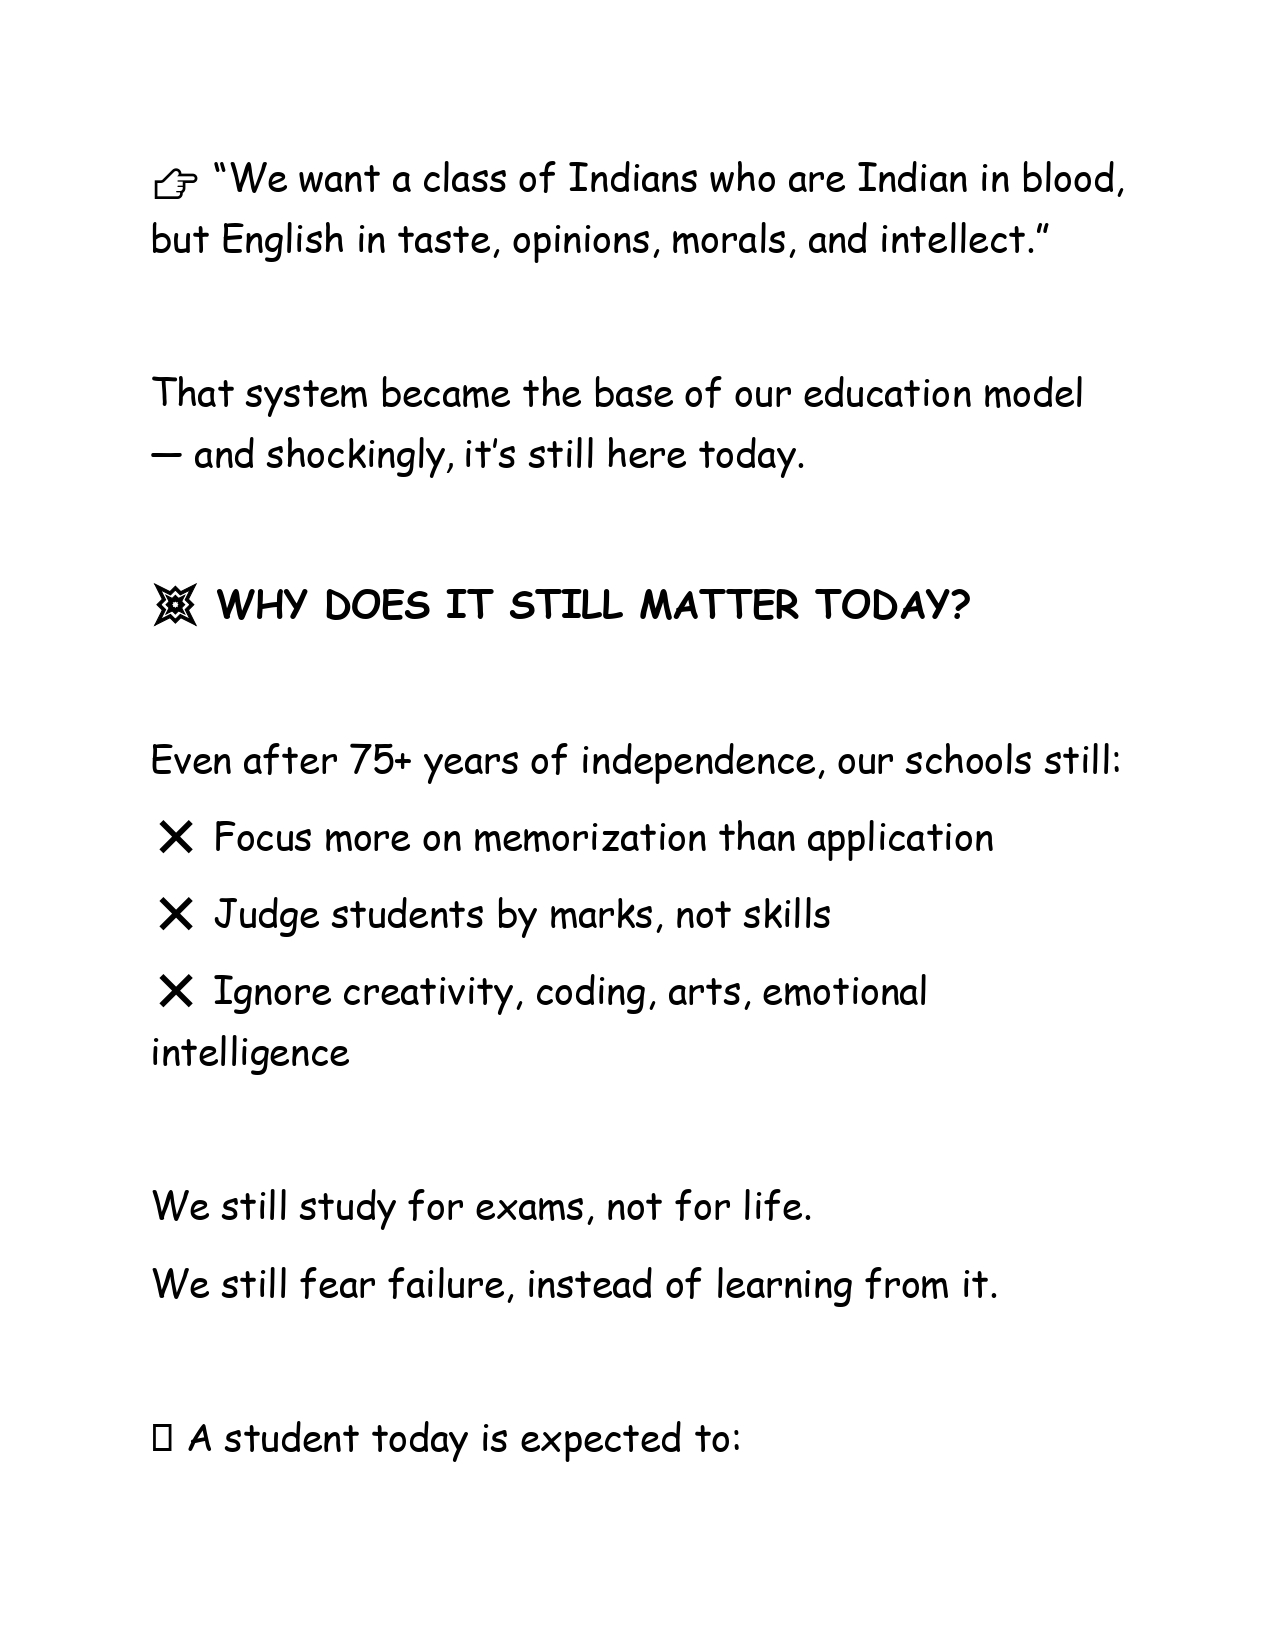 👉 “We want a class of Indians who are Indian in blood,
but English in taste, opinions, morals, and intellect.”
That system became the base of our education model
— and shockingly, it’s still here today.
💥 WHY DOES IT STILL MATTER TODAY?
Even after 75+ years of independence, our schools still:
❌ Focus more on memorization than application
❌ Judge students by marks, not skills
❌ Ignore creativity, coding, arts, emotional
intelligence
We still study for exams, not for life.
We still fear failure, instead of learning from it.
▯ A student today is expected to: